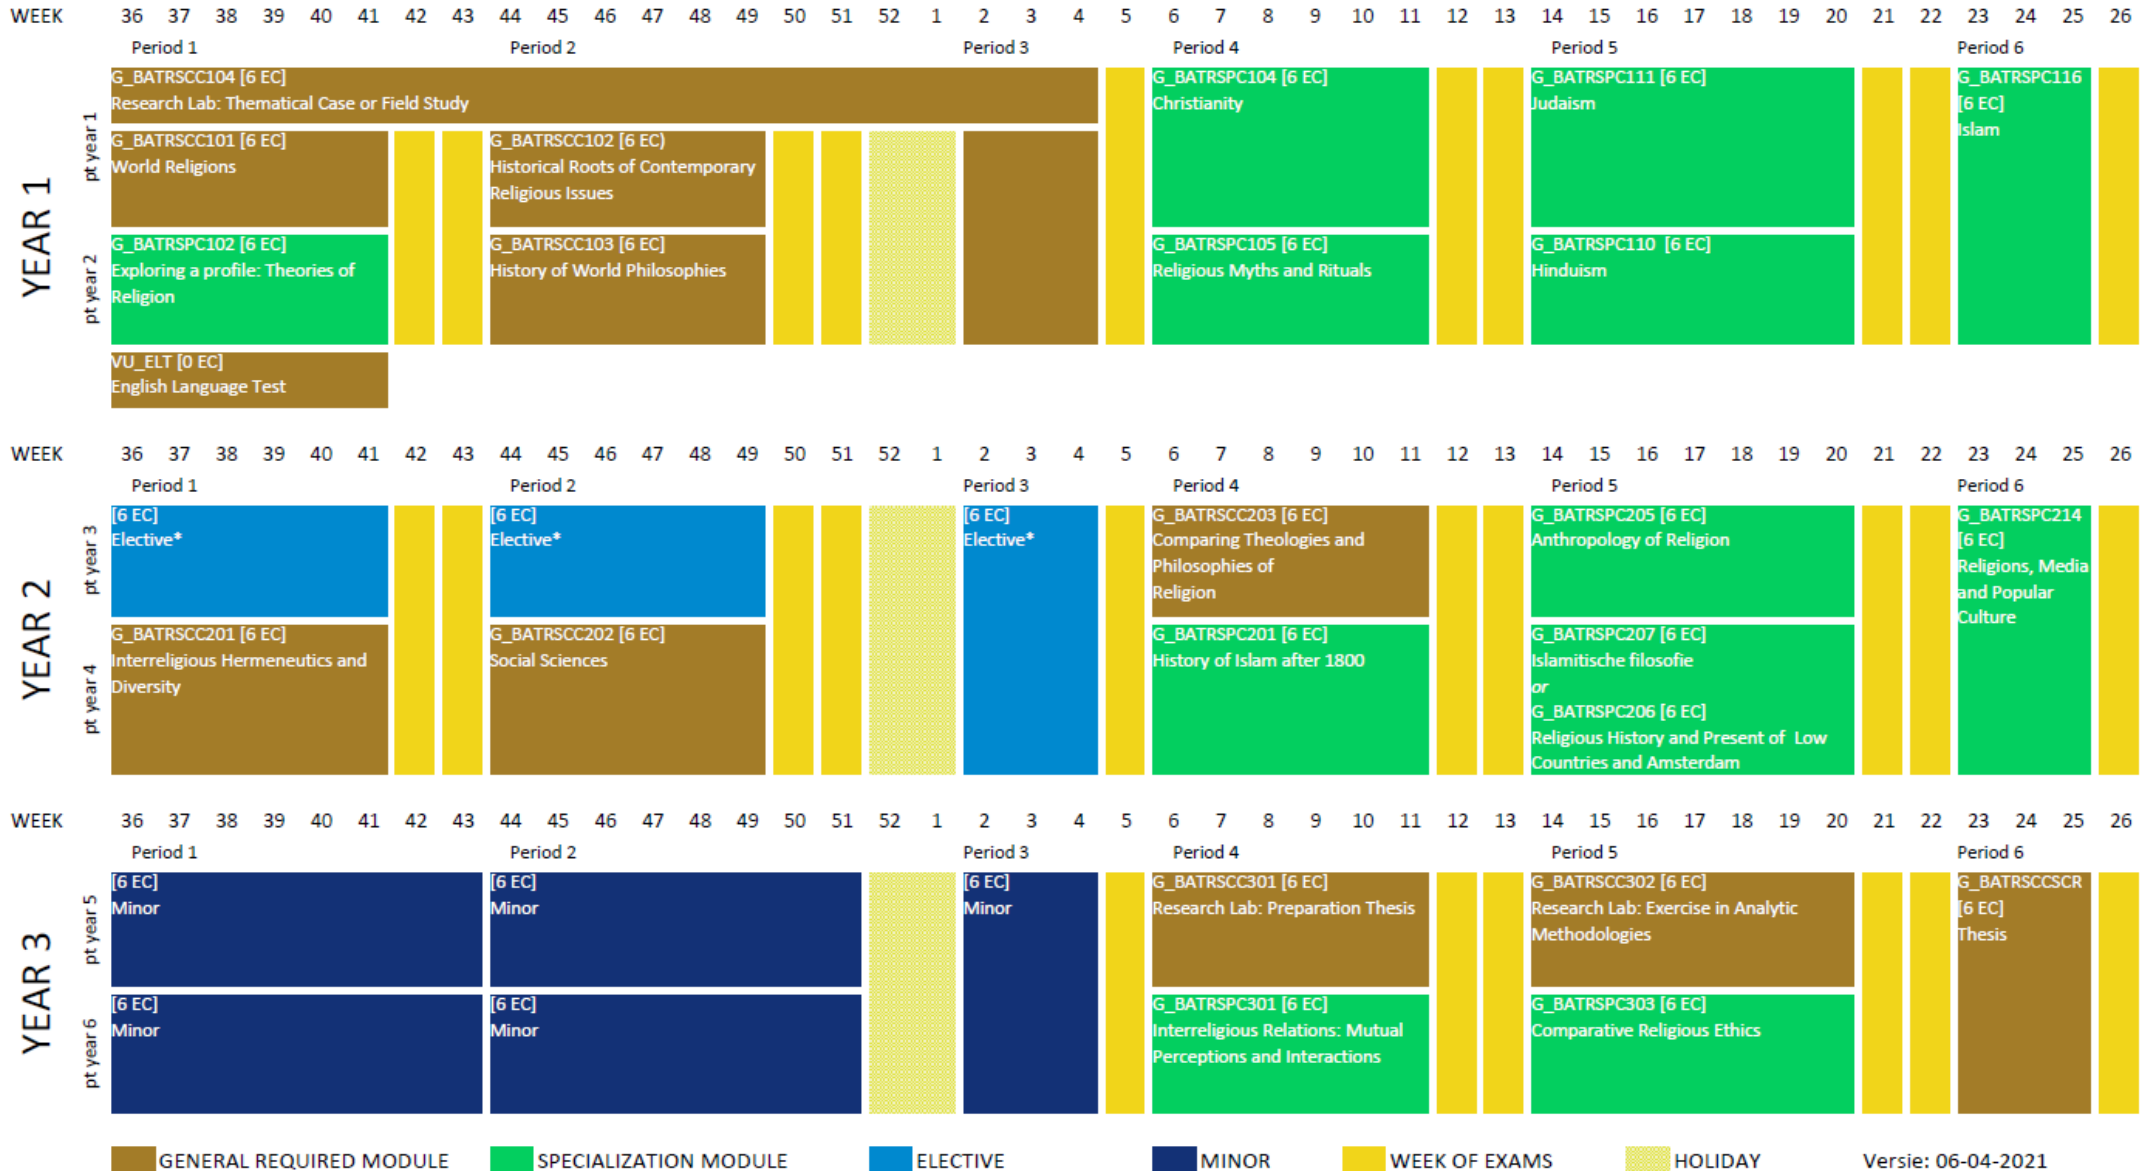 WEEK 36 37 38 39 40 41 42 43 44 45 46 47 48 49 50 51 52 1 2 3 4 5 6 7 8 9 10 11 12 13 14 15 16 17 18 19 20 21 22 23 24 25 26
Period 1 Period 2 Period 3 Period 4 Period 5 Period 6
YEAR 1
pt year 1
G_BATRSCC104 [6 EC]
Research Lab: Thematical Case or Field Study
G_BATRSCC101 [6 EC]
World Religions
G_BATRSCC102 [6 EC)
Historical Roots of Contemporary
Religious Issues
G_BATRSPC104 [6 EC]
Christianity
G_BATRSPC111 [6 EC]
Judaism
G_BATRSPC116
[6 EC]
Islam
pt year 2
G_BATRSPC102 [6 EC]
Exploring a profile: Theories of
Religion
G_BATRSCC103 [6 EC]
History of World Philosophies
G_BATRSPC105 [6 EC]
Religious Myths and Rituals
G_BATRSPC110 [6 EC]
Hinduism
VU_ELT [0 EC]
English Language Test
WEEK 36 37 38 39 40 41 42 43 44 45 46 47 48 49 50 51 52 1 2 3 4 5 6 7 8 9 10 11 12 13 14 15 16 17 18 19 20 21 22 23 24 25 26
Period 1 Period 2 Period 3 Period 4 Period 5 Period 6
YEAR 2
pt year 3
[6 EC]
Elective*
[6 EC]
Elective*
[6 EC]
Elective*
G_BATRSCC203 [6 EC]
Comparing Theologies and
Philosophies of
Religion
G_BATRSPC205 [6 EC]
Anthropology of Religion
G_BATRSPC214
[6 EC]
Religions, Media
and Popular
Culture
pt year 4
G_BATRSCC201 [6 EC]
Interreligious Hermeneutics and
Diversity
G_BATRSCC202 [6 EC]
Social Sciences
G_BATRSPC201 [6 EC]
History of Islam after 1800
G_BATRSPC207 [6 EC]
Islamitische filosofie
or
G_BATRSPC206 [6 EC]
Religious History and Present of Low
Countries and Amsterdam
WEEK 36 37 38 39 40 41 42 43 44 45 46 47 48 49 50 51 52 1 2 3 4 5 6 7 8 9 10 11 12 13 14 15 16 17 18 19 20 21 22 23 24 25 26
Period 1 Period 2 Period 3 Period 4 Period 5 Period 6
YEAR 3
pt year 5
[6 EC]
Minor
[6 EC]
Minor
[6 EC]
Minor
G_BATRSCC301 [6 EC]
Research Lab: Preparation Thesis
G_BATRSCC302 [6 EC]
Research Lab: Exercise in Analytic
Methodologies
G_BATRSCCSCR
[6 EC]
Thesis
pt year 6
[6 EC]
Minor
[6 EC]
Minor
G_BATRSPC301 [6 EC]
Interreligious Relations: Mutual
Perceptions and Interactions
G_BATRSPC303 [6 EC]
Comparative Religious Ethics
GENERAL REQUIRED MODULE SPECIALIZATION MODULE ELECTIVE MINOR WEEK OF EXAMS HOLIDAY Versie: 06-04-2021